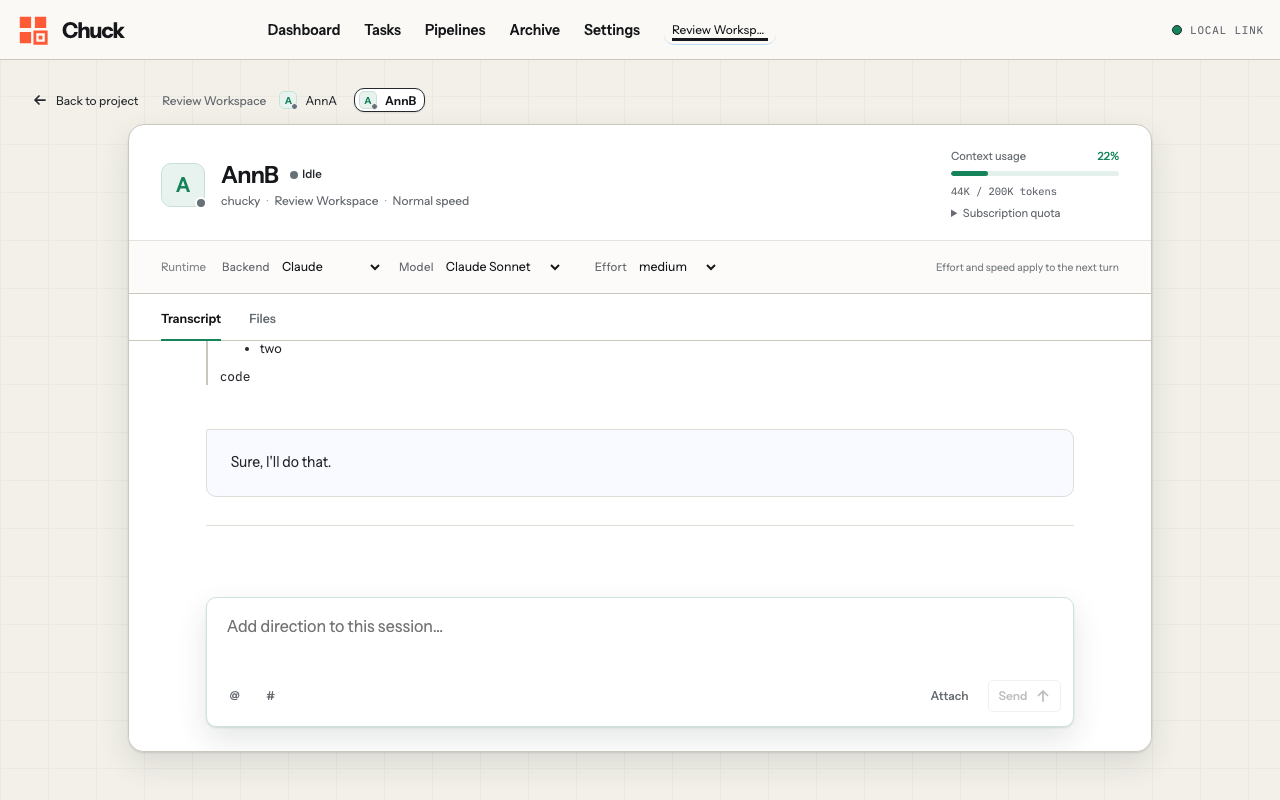 Chuck
Dashboard Tasks Pipelines Archive Settings Review Worksp... LOCAL LINK
Back to project Review Workspace A AnnA A AnnB
A
AnnB Idle
chucky · Review Workspace · Normal speed
Context usage 22%
44K / 200K tokens
Subscription quota
Runtime Backend Claude Model Claude Sonnet Effort medium Effort and speed apply to the next turn
Transcript Files
• two
code
Sure, I'll do that.
Add direction to this session...
@ # Attach Send